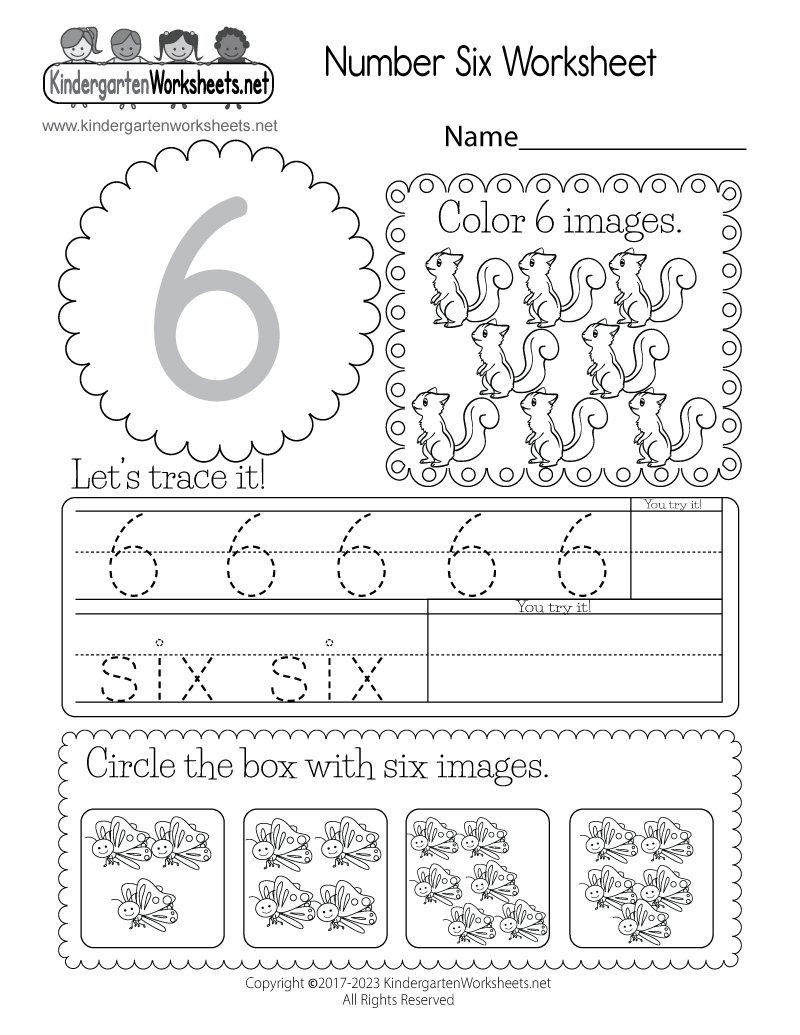 KindergartenWorksheets.net
www.kindergartenworksheets.net
Number Six Worksheet
Name
6
Color 6 images.
Let's trace it!
6 6 6 6 6
You try it!
six six
You try it!
Circle the box with six images.
Copyright ©2017-2023 KindergartenWorksheets.net
All Rights Reserved